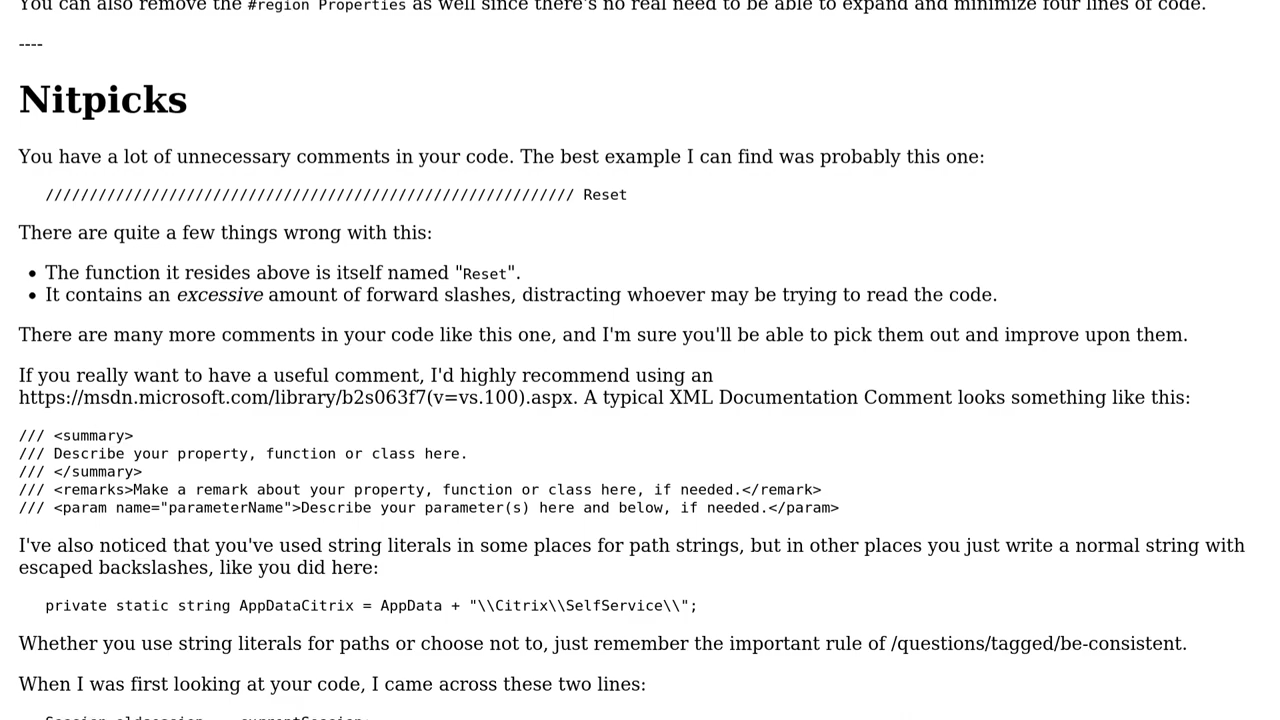 You can also remove the #region Properties as well since there's no real need to be able to expand and minimize four lines of code.
----
Nitpicks
You have a lot of unnecessary comments in your code. The best example I can find was probably this one:
//////////////////////////////////////////////////////////// Reset
There are quite a few things wrong with this:
• The function it resides above is itself named "Reset".
• It contains an excessive amount of forward slashes, distracting whoever may be trying to read the code.
There are many more comments in your code like this one, and I'm sure you'll be able to pick them out and improve upon them.
If you really want to have a useful comment, I'd highly recommend using an
https://msdn.microsoft.com/library/b2s063f7(v=vs.100).aspx. A typical XML Documentation Comment looks something like this:
/// <summary>
/// Describe your property, function or class here.
/// </summary>
/// <remarks>Make a remark about your property, function or class here, if needed.</remark>
/// <param name="parameterName">Describe your parameter(s) here and below, if needed.</param>
I've also noticed that you've used string literals in some places for path strings, but in other places you just write a normal string with
escaped backslashes, like you did here:
private static string AppDataCitrix = AppData + "\\Citrix\\SelfService\\";
Whether you use string literals for paths or choose not to, just remember the important rule of /questions/tagged/be-consistent.
When I was first looking at your code, I came across these two lines: